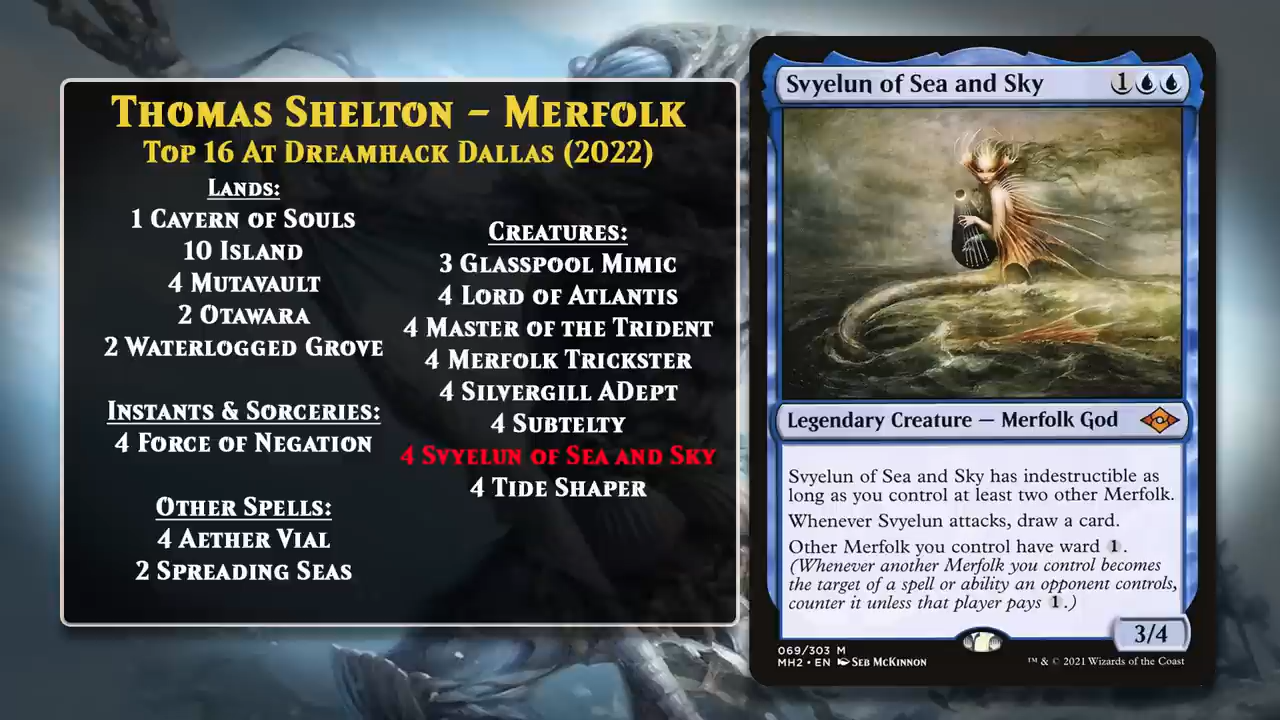 Thomas Shelton – Merfolk
Top 16 At Dreamhack Dallas (2022)
Lands:
1 Cavern of Souls
10 Island
4 Mutavault
2 Otawara
2 Waterlogged Grove
Instants & Sorceries:
4 Force of Negation
Other Spells:
4 Aether Vial
2 Spreading Seas
Creatures:
3 Glasspool Mimic
4 Lord of Atlantis
4 Master of the Trident
4 Merfolk Trickster
4 Silvergill ADept
4 Subtelty
4 Svyelun of Sea and Sky
4 Tide Shaper
Svyelun of Sea and Sky 1
Legendary Creature — Merfolk God
Svyelun of Sea and Sky has indestructible as
long as you control at least two other Merfolk.
Whenever Svyelun attacks, draw a card.
Other Merfolk you control have ward 1.
(Whenever another Merfolk you control becomes
the target of a spell or ability an opponent controls,
counter it unless that player pays 1.)
3/4
069/303 M
MH2 • EN Seb McKinnon
™ & © 2021 Wizards of the Coast